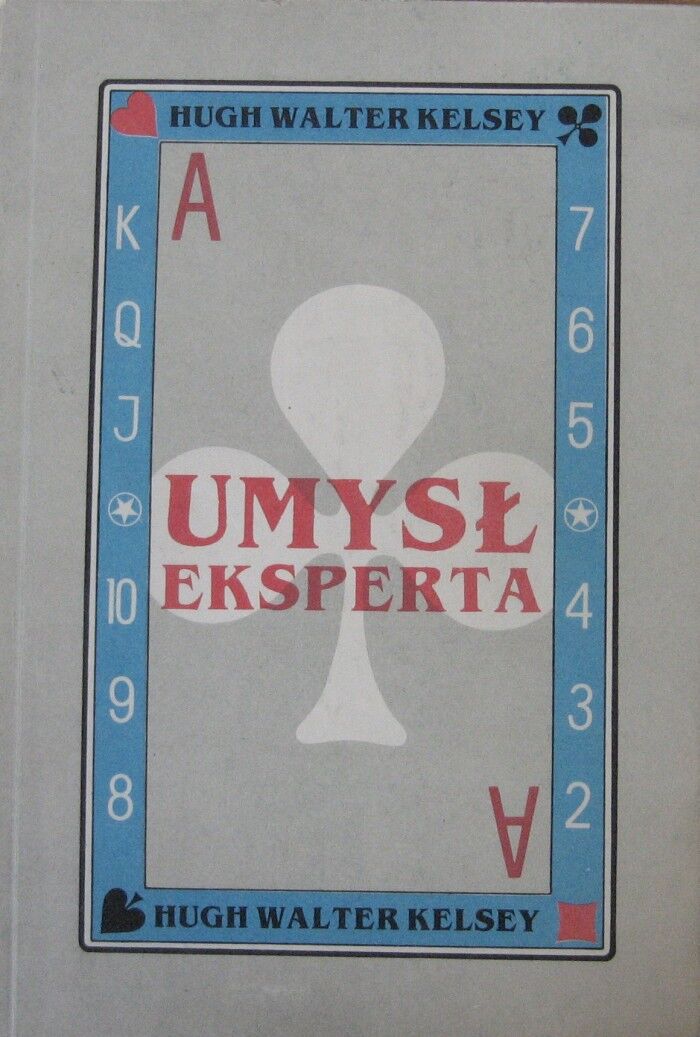 HUGH WALTER KELSEY
A
K
Q
J
10
9
8
7
6
5
4
3
2
UMYSŁ
EKSPERTA
A
HUGH WALTER KELSEY